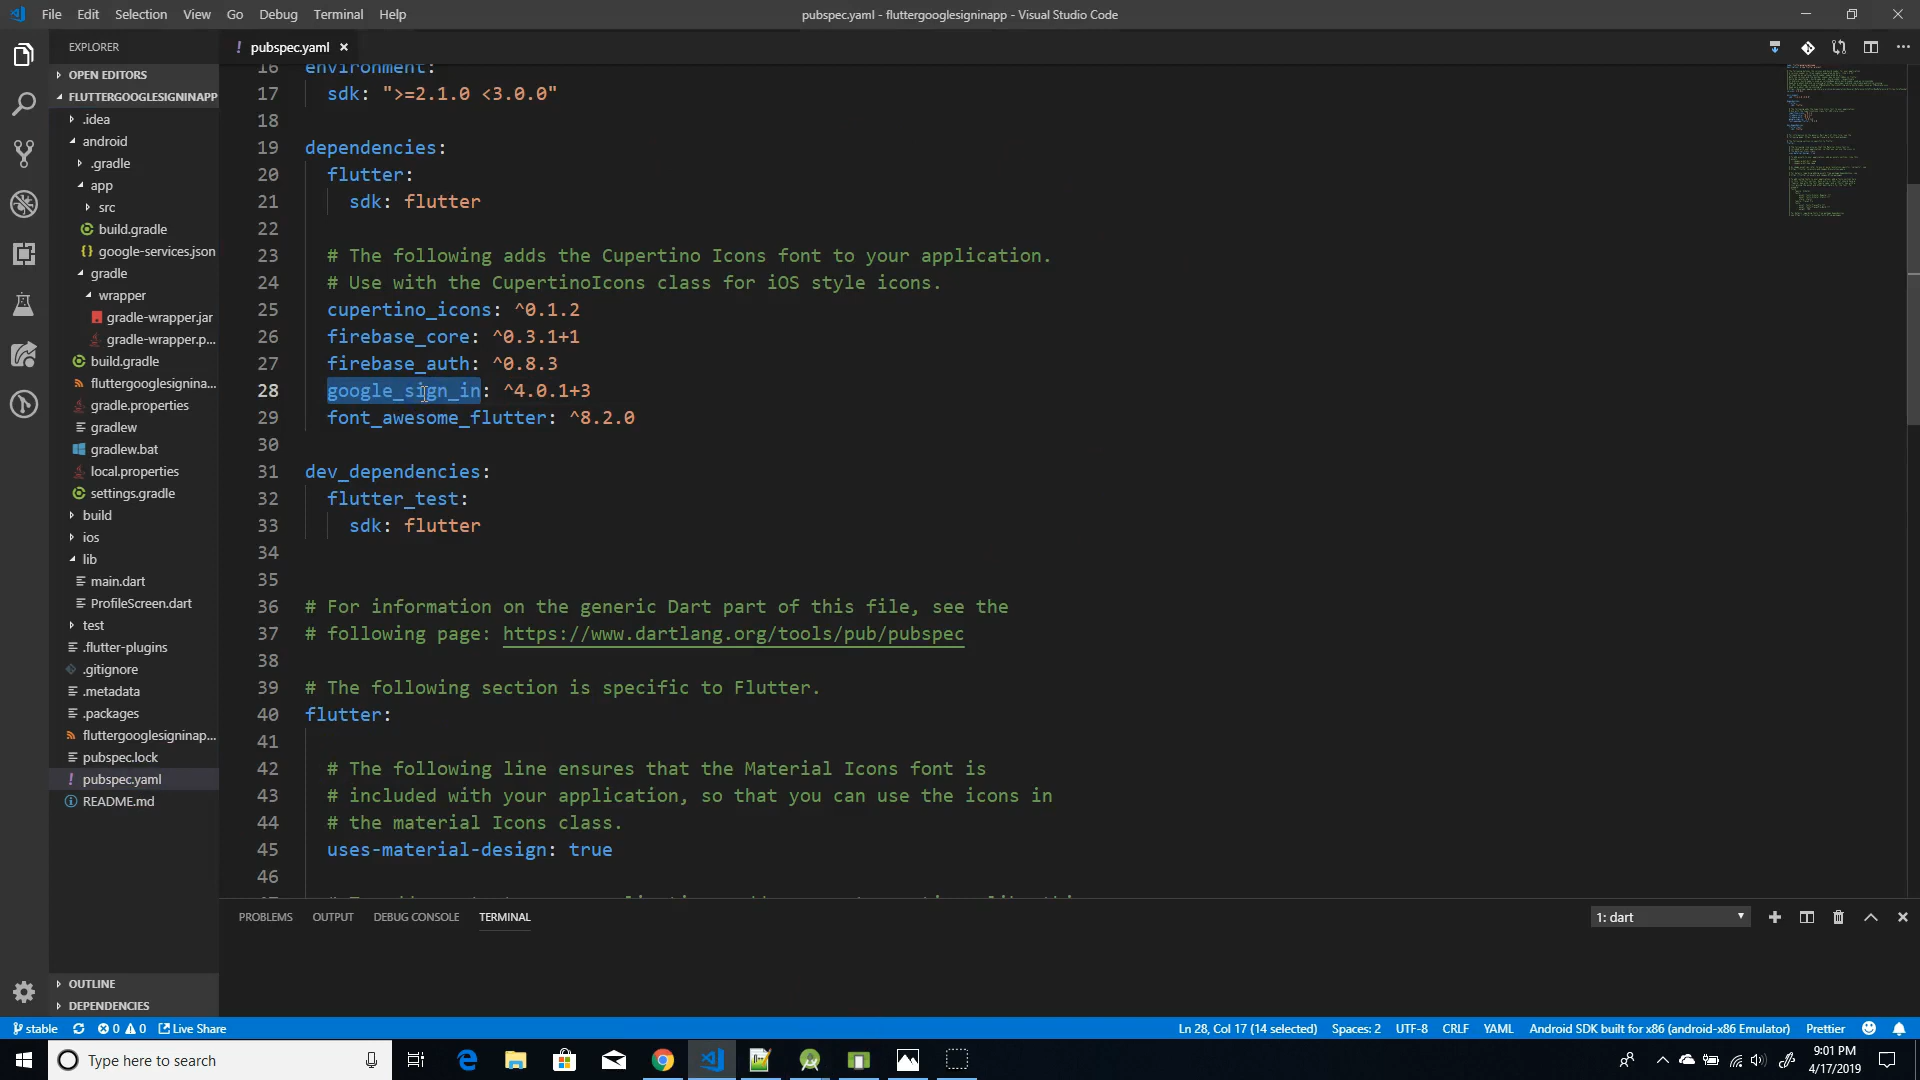 File Edit Selection View Go Debug Terminal Help
pubspec.yaml - fluttergooglesigninapp - Visual Studio Code
EXPLORER
! pubspec.yaml ×
OPEN EDITORS
FLUTTERGOOGLESIGNINAPP
.idea
android
.gradle
app
src
build.gradle
{} google-services.json
gradle
wrapper
gradle-wrapper.jar
gradle-wrapper.p...
build.gradle
fluttergooglesignina...
gradle.properties
gradlew
gradlew.bat
local.properties
settings.gradle
build
ios
lib
main.dart
ProfileScreen.dart
test
.flutter-plugins
.gitignore
.metadata
.packages
fluttergooglesigninap...
pubspec.lock
! pubspec.yaml
README.md
OUTLINE
DEPENDENCIES
16 environment:
17 sdk: ">=2.1.0 <3.0.0"
18
19 dependencies:
20 flutter:
21 sdk: flutter
22
23 # The following adds the Cupertino Icons font to your application.
24 # Use with the CupertinoIcons class for iOS style icons.
25 cupertino_icons: ^0.1.2
26 firebase_core: ^0.3.1+1
27 firebase_auth: ^0.8.3
28 google_sign_in: ^4.0.1+3
29 font_awesome_flutter: ^8.2.0
30
31 dev_dependencies:
32 flutter_test:
33 sdk: flutter
34
35
36 # For information on the generic Dart part of this file, see the
37 # following page: https://www.dartlang.org/tools/pub/pubspec
38
39 # The following section is specific to Flutter.
40 flutter:
41
42 # The following line ensures that the Material Icons font is
43 # included with your application, so that you can use the icons in
44 # the material Icons class.
45 uses-material-design: true
46
PROBLEMS OUTPUT DEBUG CONSOLE TERMINAL
1: dart
stable 0 0 Live Share
Ln 28, Col 17 (14 selected) Spaces: 2 UTF-8 CRLF YAML Android SDK built for x86 (android-x86 Emulator) Prettier
Type here to search
9:01 PM
4/17/2019